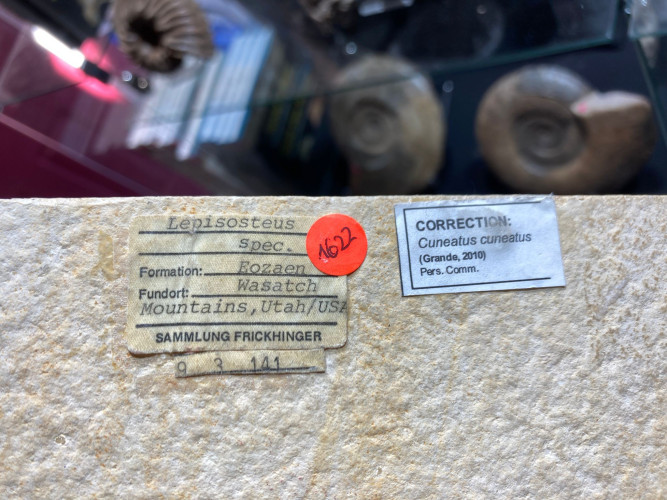 Lepisosteus
spec.
Formation: Eozaen
Fundort: Wasatch
Mountains, Utah/USA
SAMMLUNG FRICKHINGER
9 3 141
1622
CORRECTION:
Cuneatus cuneatus
(Grande, 2010)
Pers. Comm.